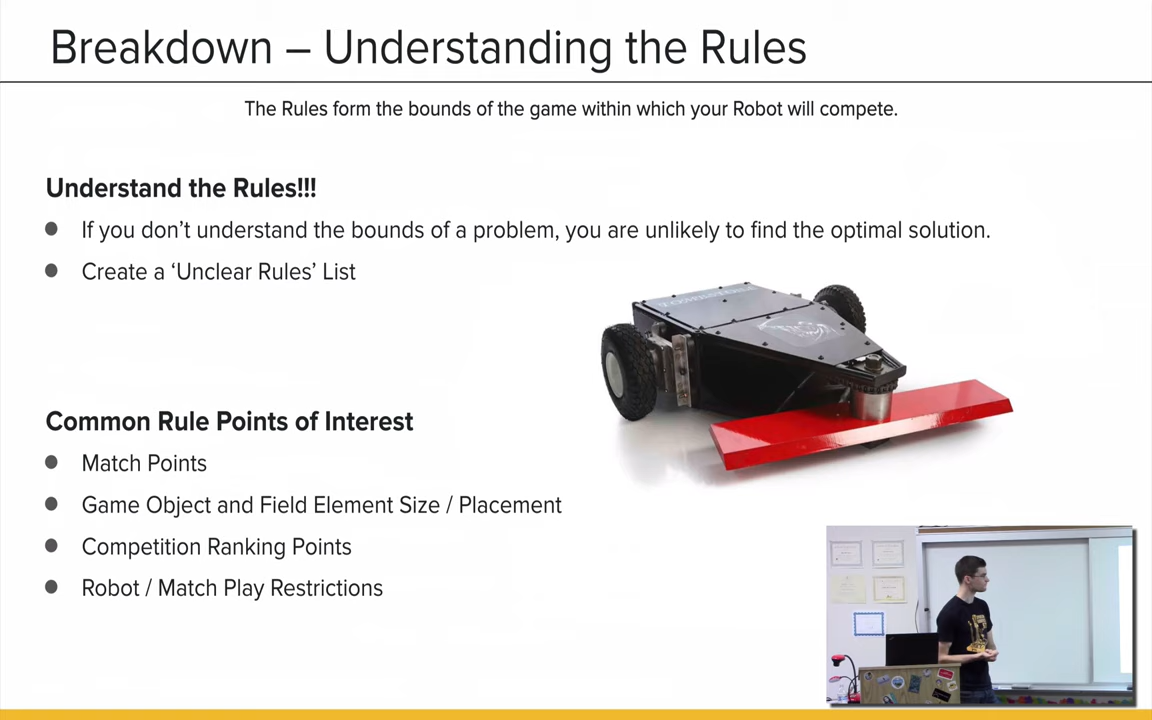 Breakdown – Understanding the Rules
The Rules form the bounds of the game within which your Robot will compete.
Understand the Rules!!!
If you don't understand the bounds of a problem, you are unlikely to find the optimal solution.
Create a 'Unclear Rules' List
Common Rule Points of Interest
Match Points
Game Object and Field Element Size / Placement
Competition Ranking Points
Robot / Match Play Restrictions